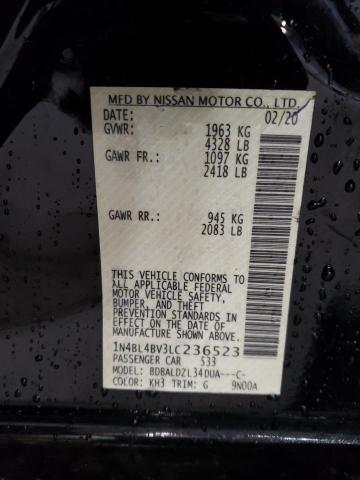 MFD BY NISSAN MOTOR CO., LTD.
DATE: 02/20
GVWR: 1963 KG
4328 LB
GAWR FR.: 1097 KG
2418 LB
GAWR RR.: 945 KG
2083 LB
THIS VEHICLE CONFORMS TO
ALL APPLICABLE FEDERAL
MOTOR VEHICLE SAFETY,
BUMPER, AND THEFT
PREVENTION STANDARDS IN
EFFECT ON THE DATE OF
MANUFACTURE SHOWN ABOVE.
1N4BL4BV3LC236523
PASSENGER CAR 533
MODEL: BDBALDZL34DUA---C-
COLOR: KH3 TRIM: G 9N00A